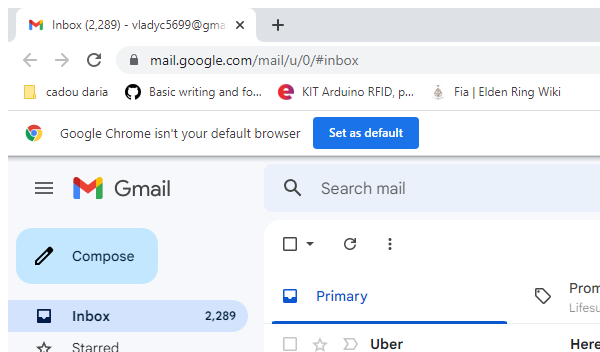 Inbox (2,289) - vladyc5699@gma
mail.google.com/mail/u/0/#inbox
cadou daria
Basic writing and fo...
KIT Arduino RFID, p...
Fia | Elden Ring Wiki
Google Chrome isn't your default browser
Set as default
Gmail
Search mail
Compose
Primary
Prom
Lifesu
Inbox
2,289
Uber
Here
Starred